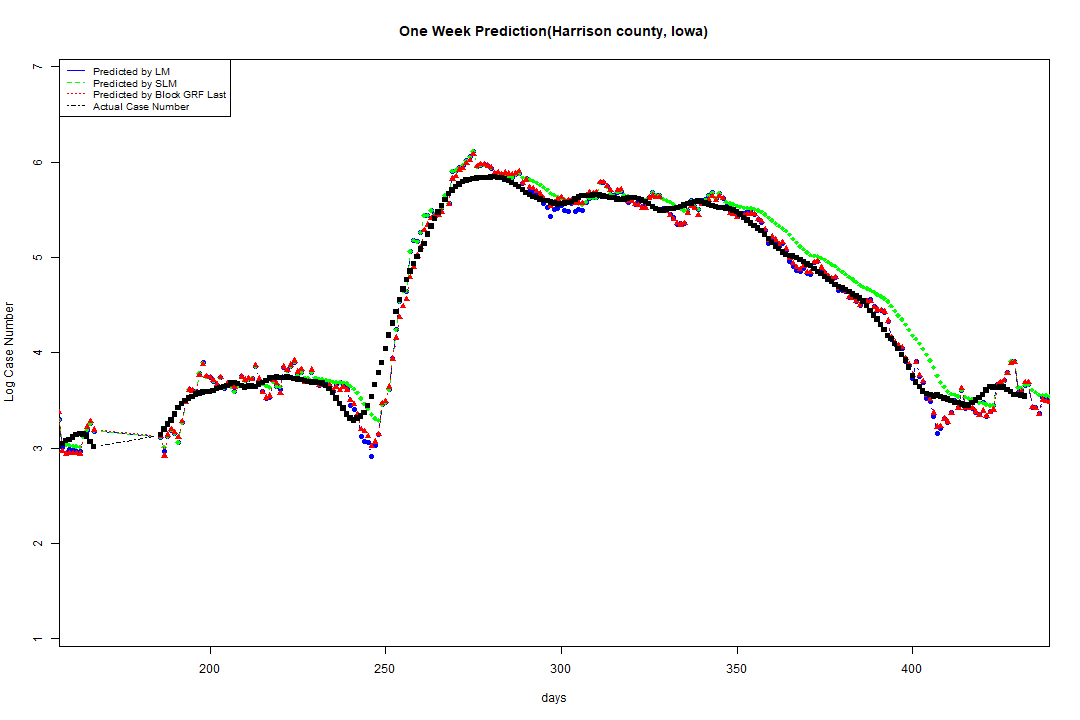 One Week Prediction(Harrison county, Iowa)
Predicted by LM
Predicted by SLM
Predicted by Block GRF Last
Actual Case Number
Log Case Number
7
6
5
4
3
2
1
200 250 300 350 400
days